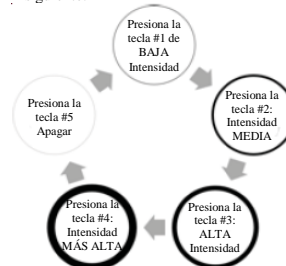 Presiona la
tecla #1 de
BAJA
Intensidad
Presiona la
tecla #2:
Intensidad
MEDIA
Presiona la
tecla #3:
ALTA
Intensidad
Presiona la
tecla #4:
Intensidad
MÁS ALTA
Presiona la
tecla #5
Apagar